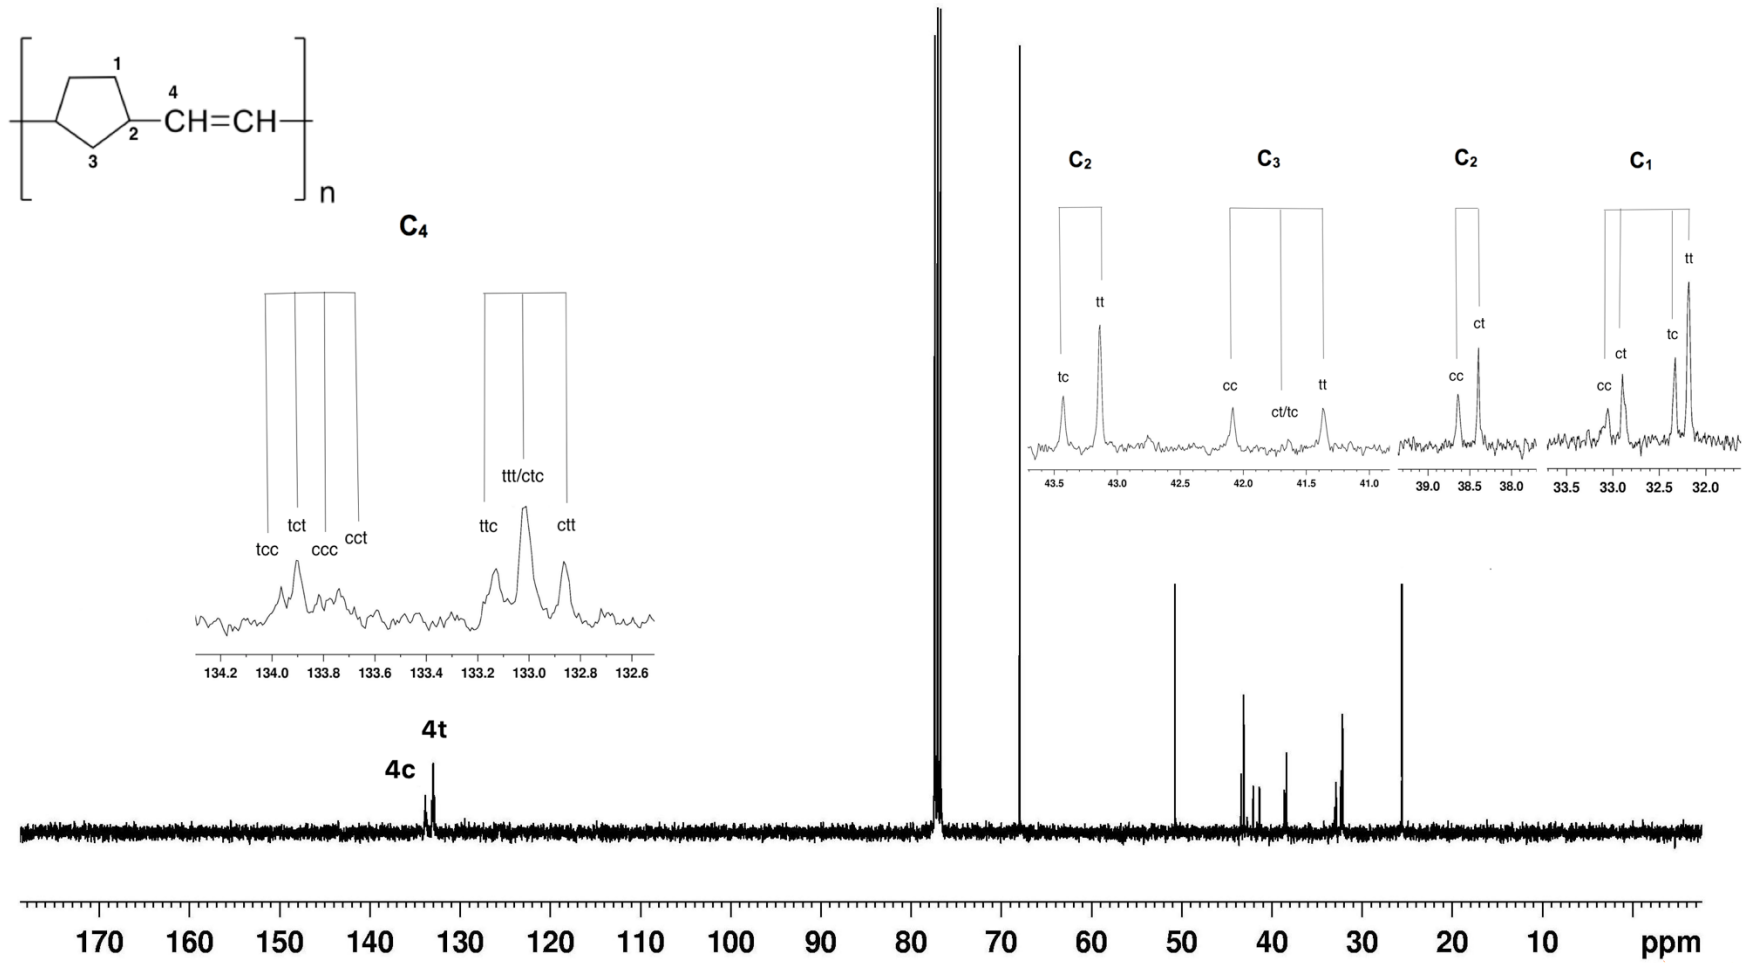 1
4
CH=CH
2
3
n
C4
C2
C3
C2
C1
tt
ct
tt
tc
tc
cc
tt
cc
ct
cc
ct/tc
43.5 43.0 42.5 42.0 41.5 41.0
39.0 38.5 38.0
33.5 33.0 32.5 32.0
ttt/ctc
ttc
ctt
tct
tcc
ccc
cct
134.2 134.0 133.8 133.6 133.4 133.2 133.0 132.8 132.6
4t
4c
170 160 150 140 130 120 110 100 90 80 70 60 50 40 30 20 10 ppm